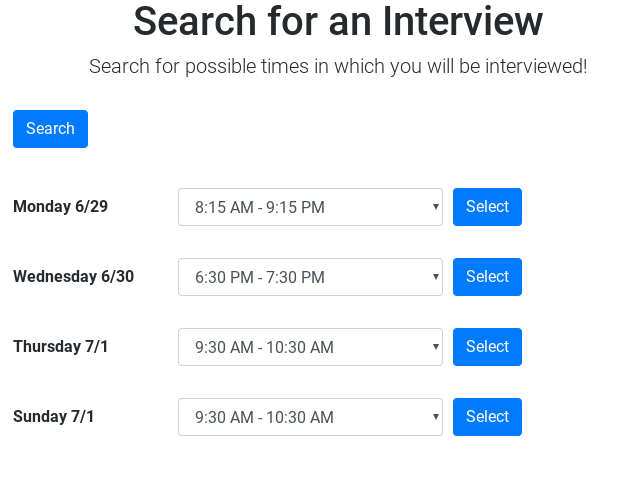 Search for an Interview
Search for possible times in which you will be interviewed!
Search
Monday 6/29 8:15 AM - 9:15 PM Select
Wednesday 6/30 6:30 PM - 7:30 PM Select
Thursday 7/1 9:30 AM - 10:30 AM Select
Sunday 7/1 9:30 AM - 10:30 AM Select